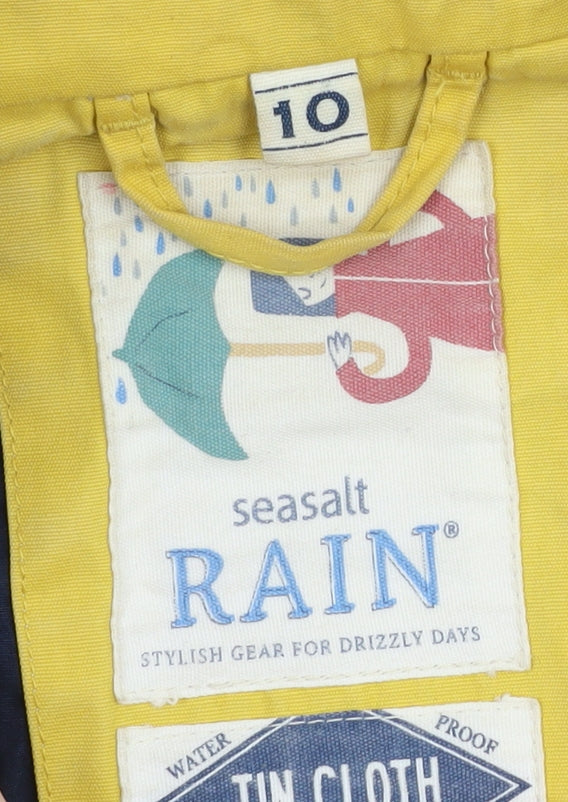 10
seasalt
RAIN®
STYLISH GEAR FOR DRIZZLY DAYS
WATER PROOF
TIN CLOTH